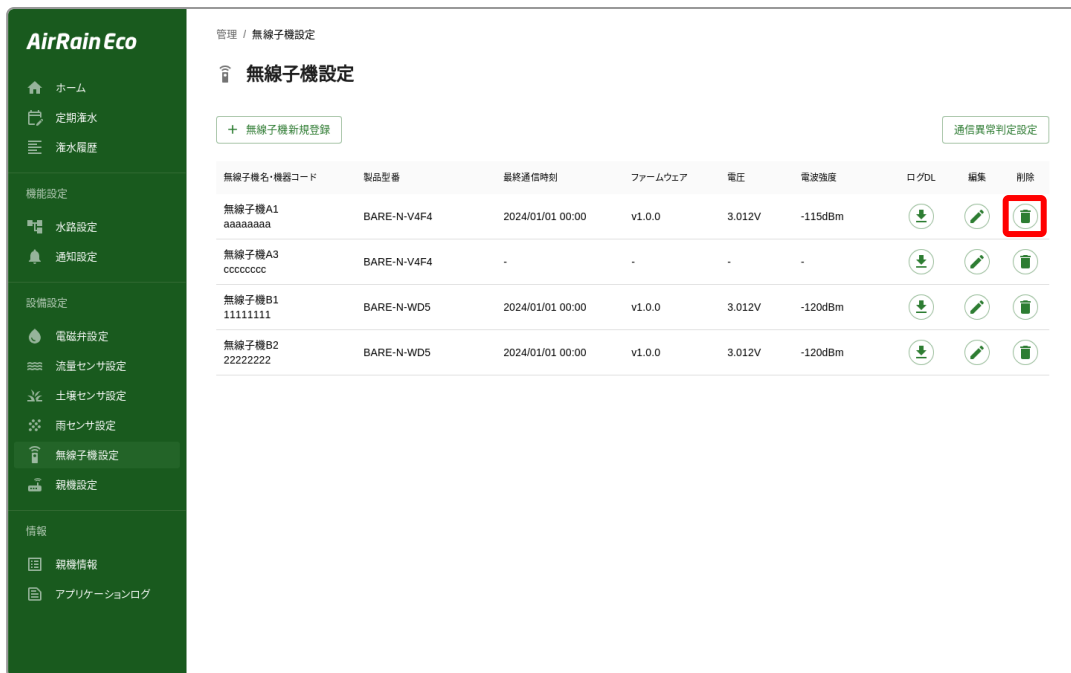 AirRain Eco
ホーム
定期潅水
潅水履歴
機能設定
水路設定
通知設定
設備設定
電磁弁設定
流量センサ設定
土壌センサ設定
雨センサ設定
無線子機設定
親機設定
情報
親機情報
アプリケーションログ
管理 / 無線子機設定
無線子機設定
+ 無線子機新規登録
通信異常判定設定
無線子機名・機器コード 製品型番 最終通信時刻 ファームウェア 電圧 電波強度 ログDL 編集 削除
無線子機A1
aaaaaaaa BARE-N-V4F4 2024/01/01 00:00 v1.0.0 3.012V -115dBm
無線子機A3
cccccccc BARE-N-V4F4 - - - -
無線子機B1
11111111 BARE-N-WD5 2024/01/01 00:00 v1.0.0 3.012V -120dBm
無線子機B2
22222222 BARE-N-WD5 2024/01/01 00:00 v1.0.0 3.012V -120dBm